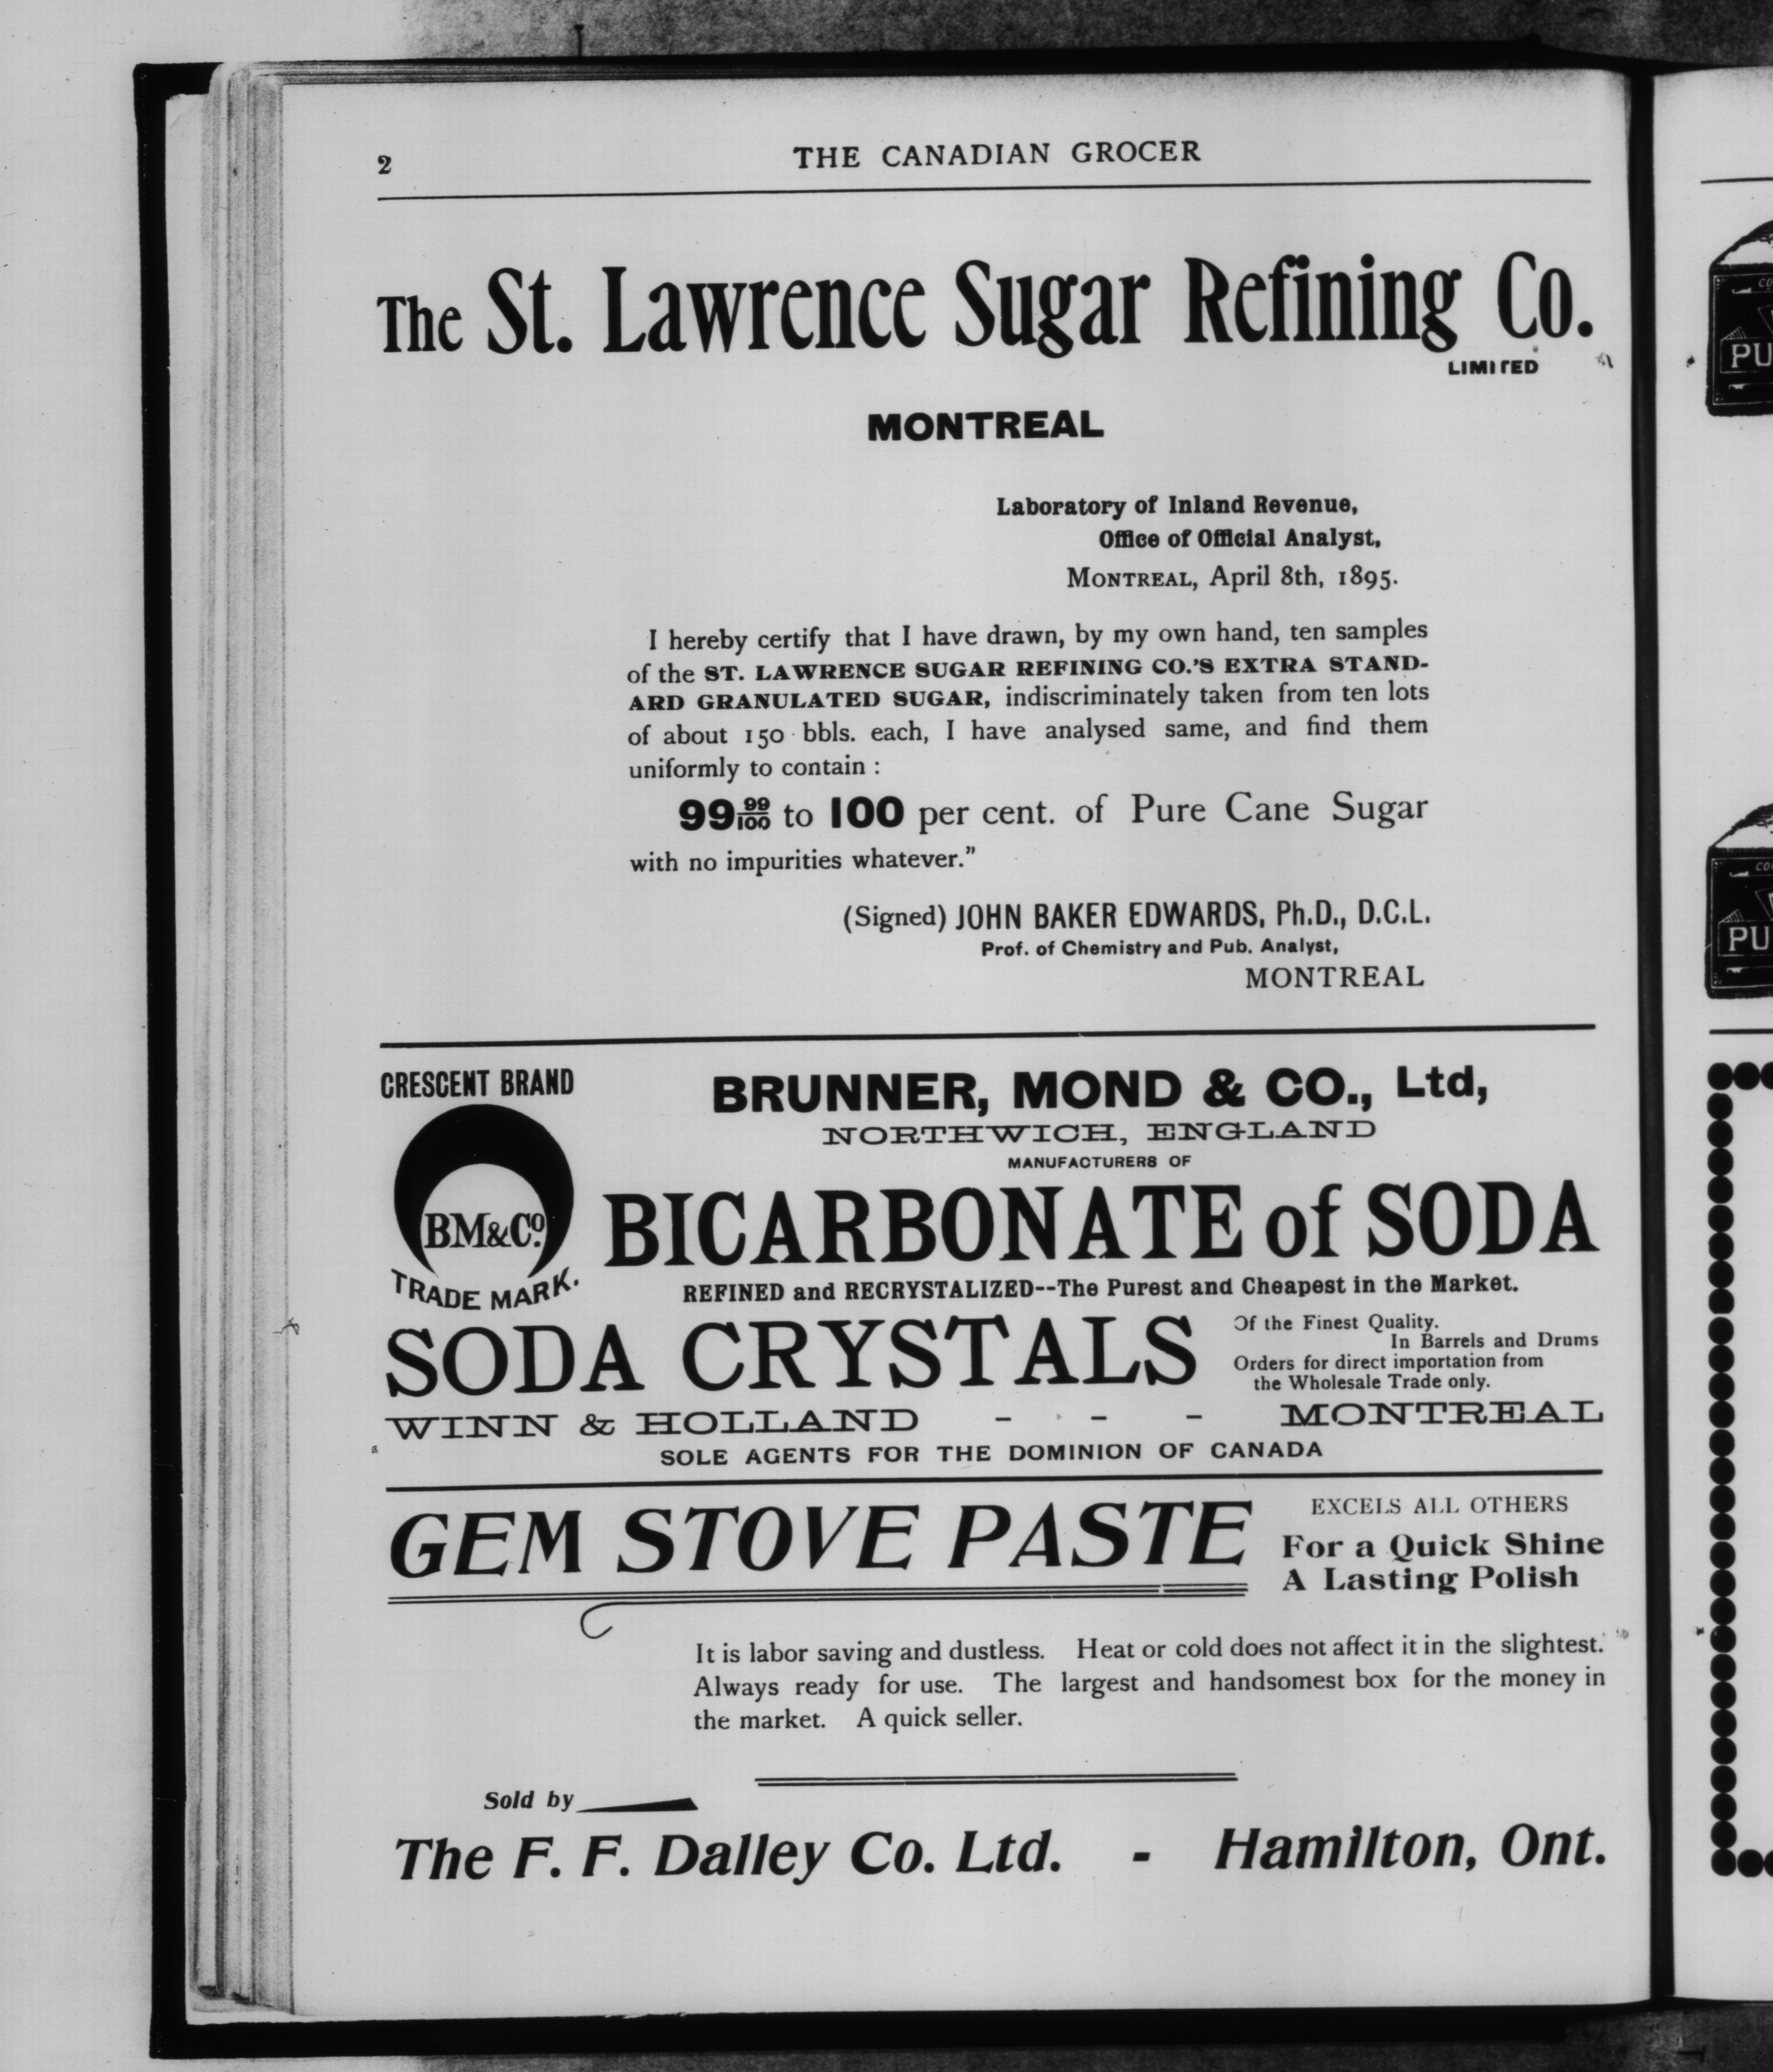 2
THE CANADIAN GROCER
The St. Lawrence Sugar Refining Co.
LIMITED
MONTREAL
Laboratory of Inland Revenue,
Office of Official Analyst,
MONTREAL, April 8th, 1895.
I hereby certify that I have drawn, by my own hand, ten samples
of the ST. LAWRENCE SUGAR REFINING CO.'S EXTRA STAND-
ARD GRANULATED SUGAR, indiscriminately taken from ten lots
of about 150 bbls. each, I have analysed same, and find them
uniformly to contain :
99 99/100 to 100 per cent. of Pure Cane Sugar
with no impurities whatever.”
(Signed) JOHN BAKER EDWARDS, Ph.D., D.C.L.
Prof. of Chemistry and Pub. Analyst,
MONTREAL
CRESCENT BRAND
BM&Co.
TRADE MARK.
BRUNNER, MOND & CO., Ltd,
NORTHWICH, ENGLAND
MANUFACTURERS OF
BICARBONATE of SODA
REFINED and RECRYSTALIZED--The Purest and Cheapest in the Market.
SODA CRYSTALS
Of the Finest Quality.
In Barrels and Drums
Orders for direct importation from
the Wholesale Trade only.
WINN & HOLLAND - - - MONTREAL
SOLE AGENTS FOR THE DOMINION OF CANADA
GEM STOVE PASTE
EXCELS ALL OTHERS
For a Quick Shine
A Lasting Polish
It is labor saving and dustless. Heat or cold does not affect it in the slightest.
Always ready for use. The largest and handsomest box for the money in
the market. A quick seller.
Sold by
The F. F. Dalley Co. Ltd. - Hamilton, Ont.
CO
PU
CO
PU